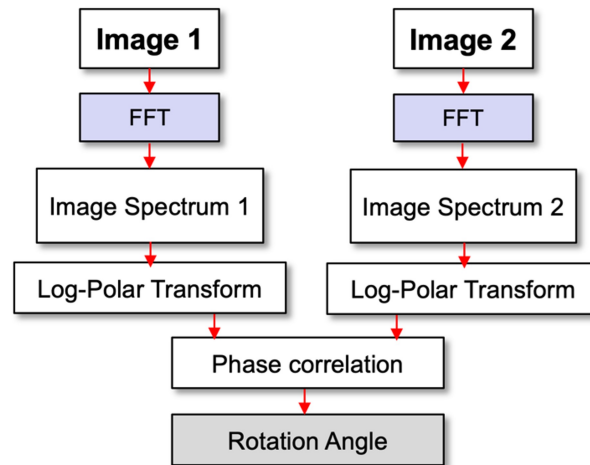 Image 1
Image 2
FFT
FFT
Image Spectrum 1
Image Spectrum 2
Log-Polar Transform
Log-Polar Transform
Phase correlation
Rotation Angle